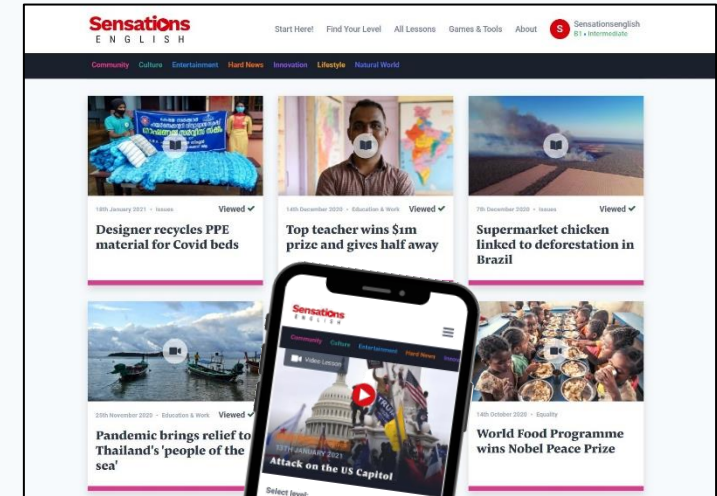 Sensations
ENGLISH
Start Here! Find Your Level All Lessons Games & Tools About
S
Sensationsenglish
B1 • Intermediate
Community Culture Entertainment Hard News Innovation Lifestyle Natural World
18th January 2021 • Issues Viewed ✔
Designer recycles PPE
material for Covid beds
14th December 2020 • Education & Work Viewed ✔
Top teacher wins $1m
prize and gives half away
7th December 2020 • Issues Viewed ✔
Supermarket chicken
linked to deforestation in
Brazil
25th November 2020 • Education & Work Viewed ✔
Pandemic brings relief to
Thailand's 'people of the
sea'
Sensations
ENGLISH
Community Culture Entertainment Hard News
Video Lesson
TRUMP
13TH JANUARY 2021
Attack on the US Capitol
Select level:
14th October 2020 • Equality
World Food Programme
wins Nobel Peace Prize